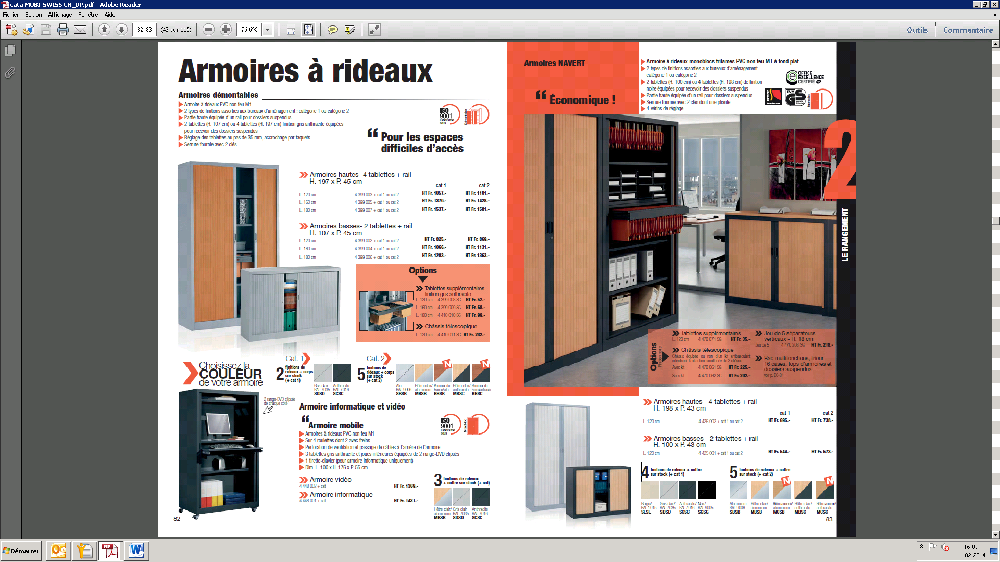 cata MOBI-SWISS CH_DP.pdf - Adobe Reader
Fichier Edition Affichage Fenêtre Aide
82-83 (42 sur 115) 76.6% Outils Commentaire
Armoires à rideaux
Armoires démontables
Armoire à rideaux PVC non feu M1
2 types de finitions assorties aux bureaux d'aménagement : catégorie 1 ou catégorie 2
Partie haute équipée d'un rail pour dossiers suspendus
2 tablettes (H. 107 cm) ou 4 tablettes (H. 197 cm) finition gris anthracite équipées
pour recevoir des dossiers suspendus
Réglage des tablettes au pas de 35 mm, accrochage par taquets
Serrure fournie avec 2 clés.
ISO
9001
Fabrication
sous
Démontable
“ Pour les espaces
difficiles d'accès
Armoires hautes- 4 tablettes + rail
H. 197 x P. 45 cm
cat 1 cat 2
L. 120 cm 4 399 003 + cat 1 ou cat 2 HT Fr. 1057.- HT Fr. 1101.-
L. 160 cm 4 399 005 + cat 1 ou cat 2 HT Fr. 1370.- HT Fr. 1428.-
L. 180 cm 4 399 007 + cat 1 ou cat 2 HT Fr. 1537.- HT Fr. 1581.-
Armoires basses- 2 tablettes + rail
H. 107 x P. 45 cm
L. 120 cm 4 399 002 + cat 1 ou cat 2 HT Fr. 825.- HT Fr. 869.-
L. 160 cm 4 399 004 + cat 1 ou cat 2 HT Fr. 1066.- HT Fr. 1131.-
L. 180 cm 4 399 006 + cat 1 ou cat 2 HT Fr. 1283.- HT Fr. 1363.-
Options
Tablettes supplémentaires
finition gris anthracite
L. 120 cm 4 399 008 SC HT Fr. 52.-
L. 160 cm 4 399 009 SC HT Fr. 68.-
L. 180 cm 4 410 010 SC HT Fr. 99.-
Châssis télescopique
L. 120 cm 4 410 011 SC HT Fr. 232.-
Choisissez la
COULEUR
de votre armoire
Cat. 1
2 finitions de
rideaux + corps
sur stock
(+ cat 1)
Gris clair
RAL 7035
SDSD
Anthracite
RAL 7016
SCSC
Cat. 2
5 finitions de
rideaux + corps
sur stock
(+ cat 2)
N N
Alu
RAL 9006
SBSB
Hêtre clair/
aluminium
MBSB
Pommier de
France/alu
RHSB
Hêtre clair/
anthracite
MBSC
Pommier de
France/anthracite
RHSC
2 range-DVD clipsés
de chaque côté
Armoire informatique et vidéo
“ Armoire mobile
ISO
9001
Fabrication
sous
Monobloc
Armoires à rideaux PVC non feu M1
Sur 4 roulettes dont 2 avec freins
Perforation de ventilation et passage de câbles à l'arrière de l'armoire
3 tablettes gris anthracite et joues intérieures équipées de 2 range-DVD clipsés
1 tirette-clavier (pour armoire informatique uniquement)
Dim. L. 100 x H. 176 x P. 55 cm
Armoire vidéo
4 448 002 + cat HT Fr. 1369.-
Armoire informatique
4 448 001 + cat HT Fr. 1431.-
3 finitions de rideaux
+ coffre sur stock (+ cat)
Hêtre clair/
aluminium
MBSB
Gris clair
RAL 7035
SDSD
Anthracite
RAL 7016
SCSC
82
Armoires NAVERT
“ Économique !
Armoire à rideaux monoblocs trilames PVC non feu M1 à fond plat
2 types de finitions assorties aux bureaux d'aménagement :
catégorie 1 ou catégorie 2
2 tablettes (H. 100 cm) ou 4 tablettes (H. 198 cm) de finition
noire équipées pour recevoir des dossiers suspendus
Partie haute équipée d'un rail pour dossiers suspendus
Serrure fournie avec 2 clés dont une pliante
4 vérins de réglage
OFFICE
EXCELLENCE
CERTIFIÉ
TÜV
GS
Monobloc
2
LE RANGEMENT
Options
Finition noire
Tablettes supplémentaires
L. 120 cm 4 470 071 SG HT Fr. 35.-
Châssis télescopique
Châssis équipés ou non d'un kit antibasculant
interdisant l'extraction simultanée de 2 châssis
Avec kit 4 470 061 SG HT Fr. 225.-
Sans kit 4 470 062 SG HT Fr. 202.-
Jeu de 5 séparateurs
verticaux - H. 18 cm
Jeu de 5 4 470 208 SG HT Fr. 218.-
Bac multifonctions, trieur
16 cases, tops d'armoires et
dossiers suspendus
voir p. 80-81
Armoires hautes - 4 tablettes + rail
H. 198 x P. 43 cm
cat 1 cat 2
L. 120 cm 4 425 002 + cat 1 ou cat 2 HT Fr. 695.- HT Fr. 738.-
Armoires basses - 2 tablettes + rail
H. 100 x P. 43 cm
L. 120 cm 4 425 001 + cat 1 ou cat 2 HT Fr. 544.- HT Fr. 573.-
4 finitions de rideaux + coffre
sur stock (+ cat 1)
Beige/
RAL 1015
SESE
Gris clair/
RAL 7035
SDSD
Anthracite/
RAL 7016
SCSC
Noir/
RAL 9005
SGSG
5 finitions de rideaux + coffre
sur stock (+ cat 2)
N N
Aluminium
RAL 9006
SBSB
Hêtre clair/
aluminium
MBSB
Hêtre saumoné/
aluminium
MCSB
Hêtre clair/
anthracite
MBSC
Hêtre saumoné/
anthracite
MCSC
83
Démarrer
16:09
11.02.2014